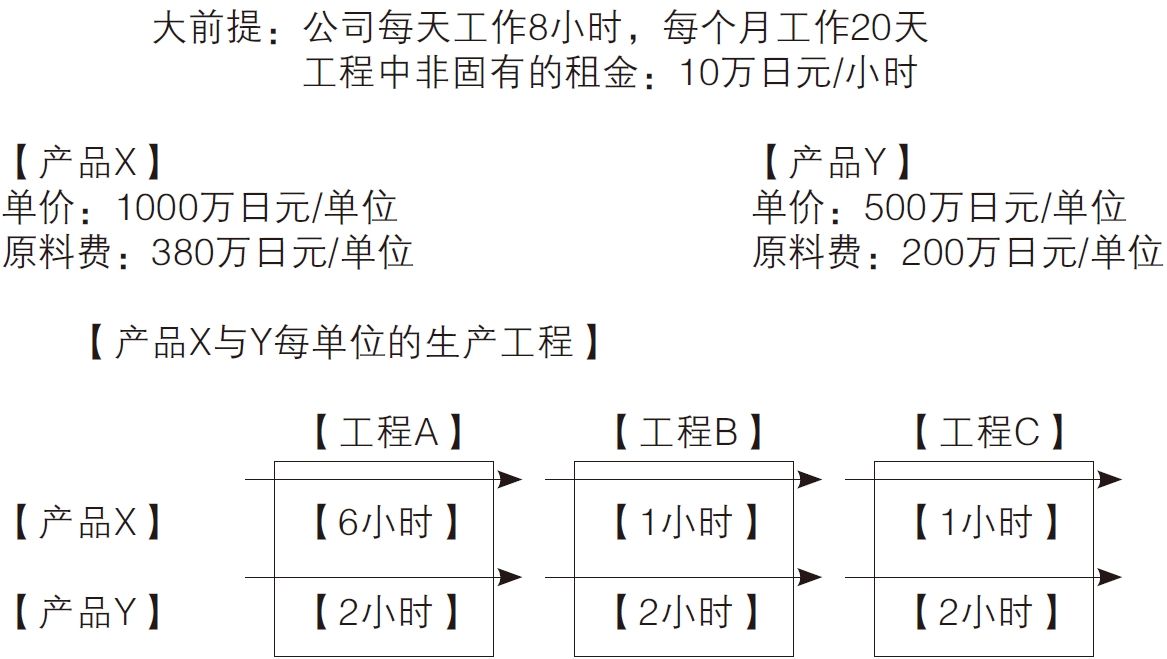 大前提：公司每天工作8小时，每个月工作20天
工程中非固有的租金：10万日元/小时
【产品X】
单价：1000万日元/单位
原料费：380万日元/单位
【产品Y】
单价：500万日元/单位
原料费：200万日元/单位
【产品X与Y每单位的生产工程】
【工程A】 【工程B】 【工程C】
【产品X】 【6小时】 【1小时】 【1小时】
【产品Y】 【2小时】 【2小时】 【2小时】